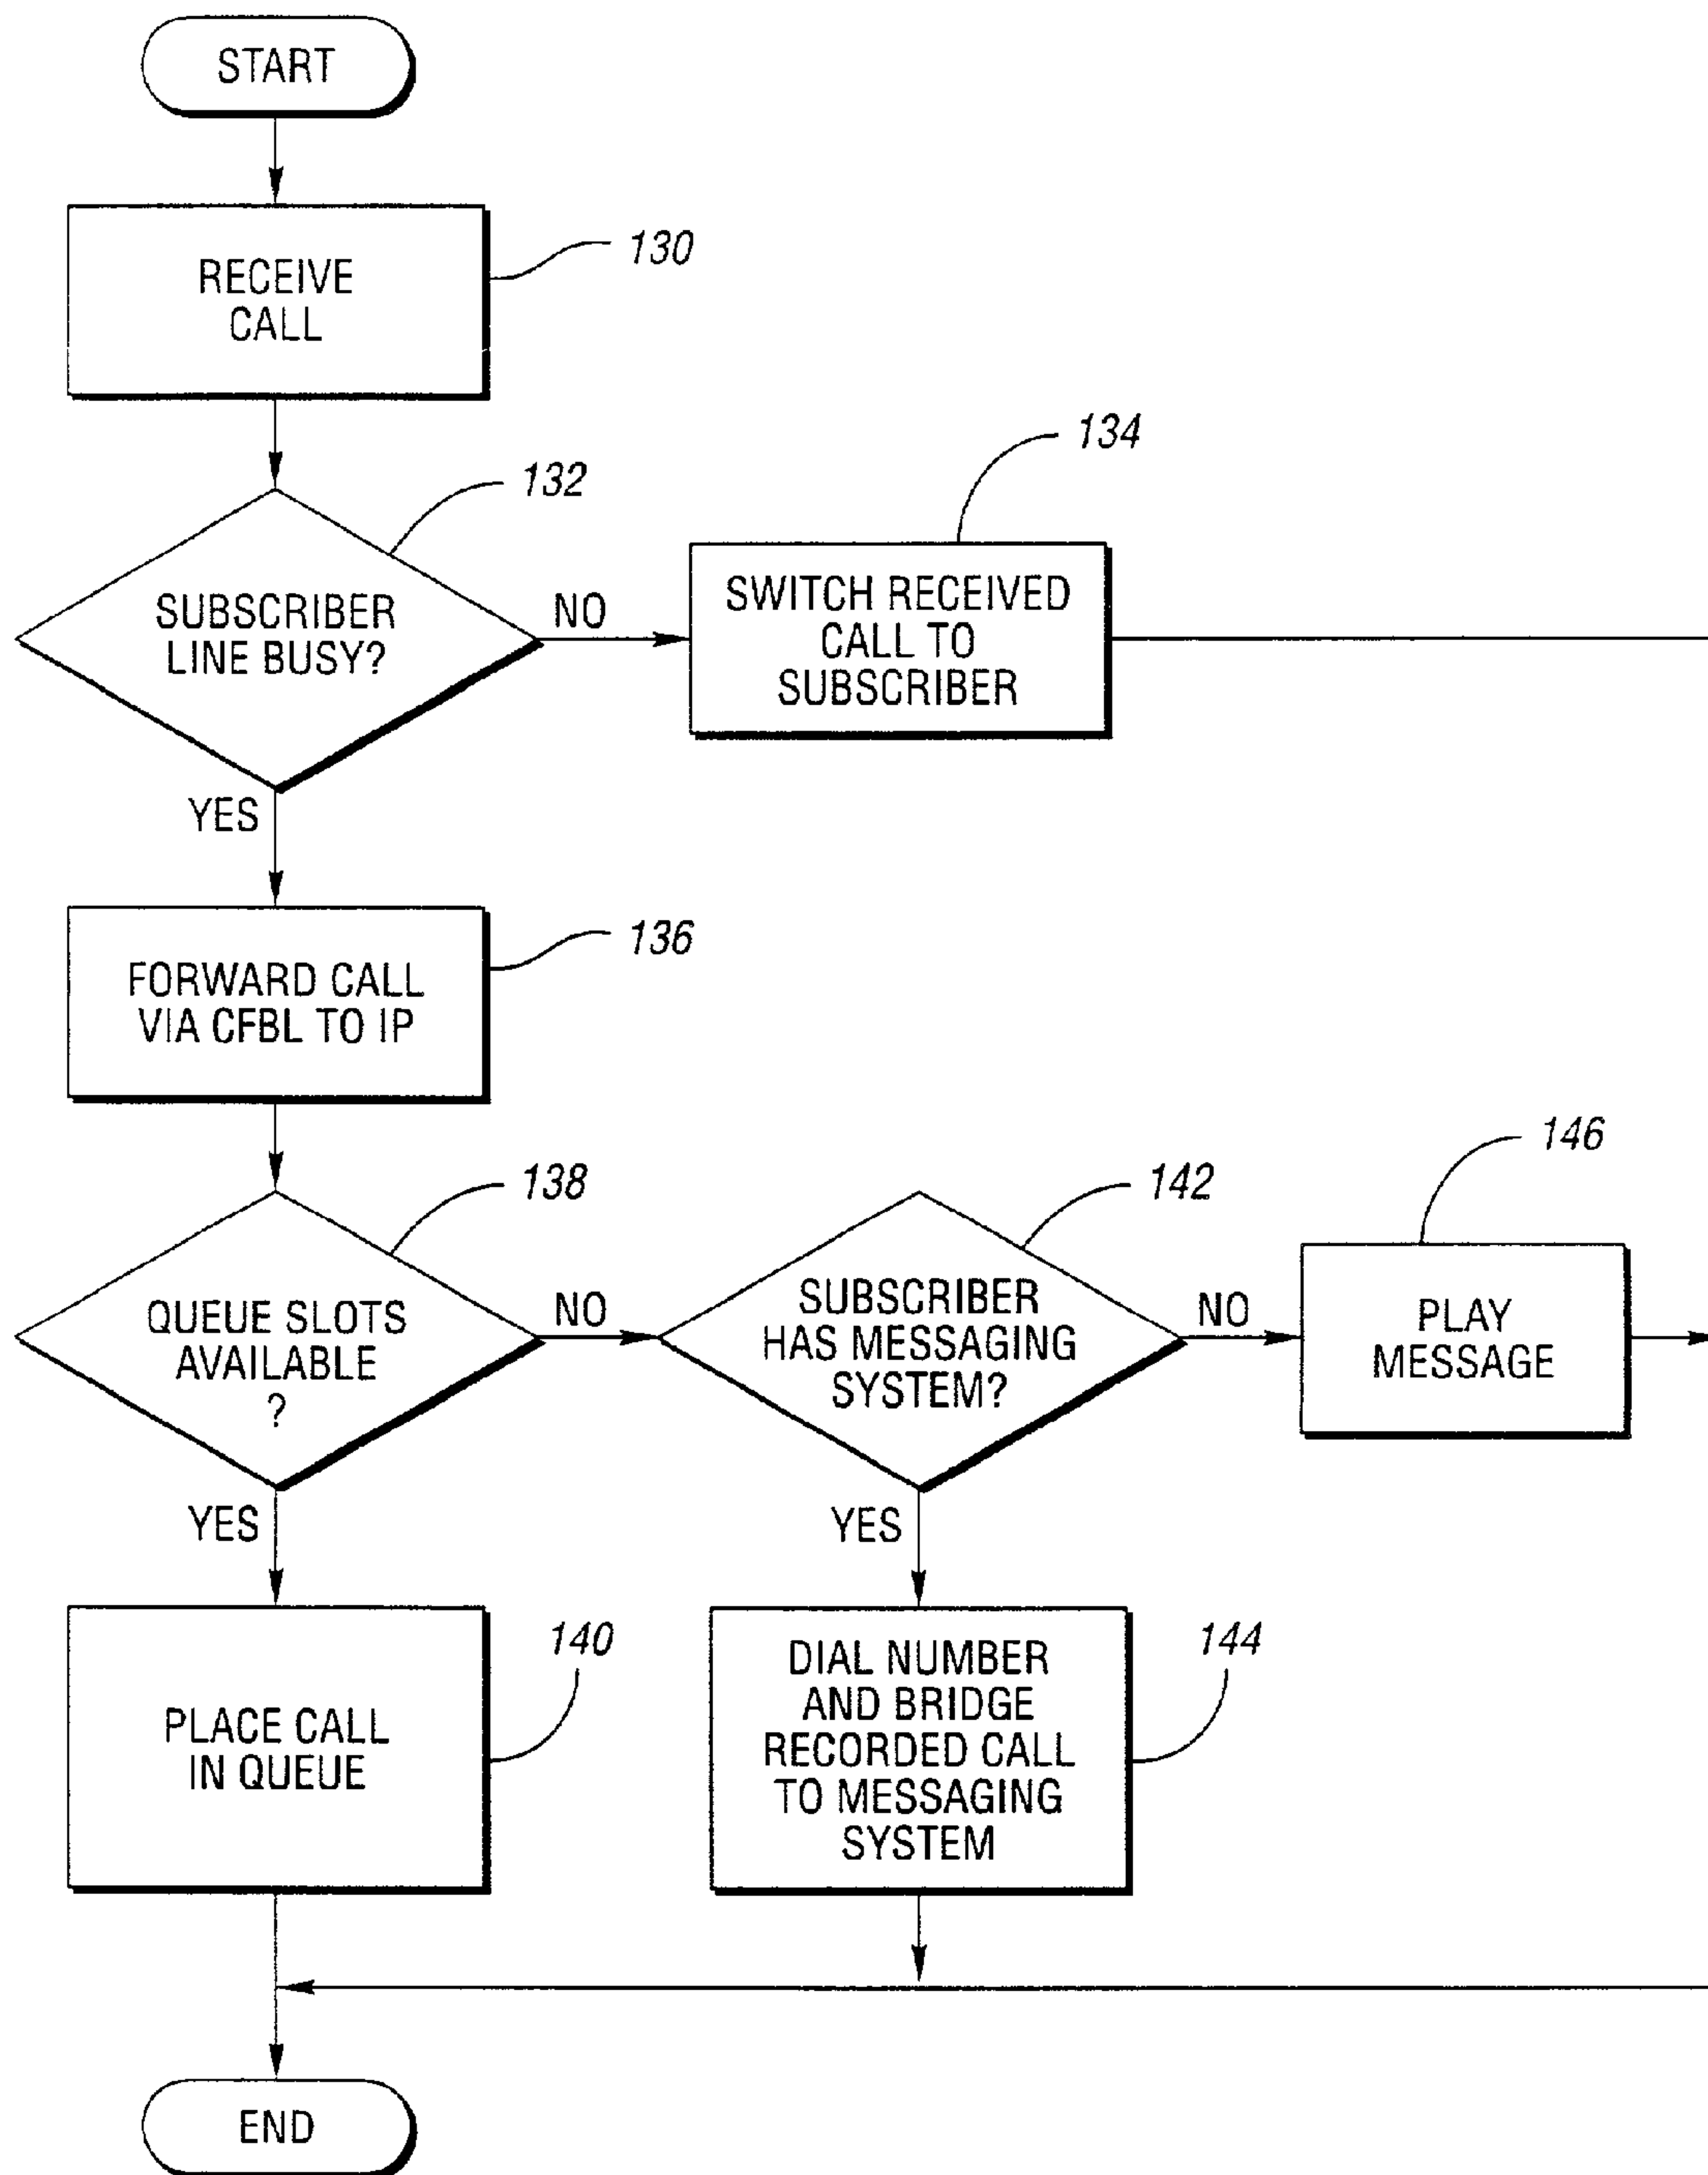 START
RECEIVE
CALL
130
SUBSCRIBER
LINE BUSY?
132
NO
SWITCH RECEIVED
CALL TO
SUBSCRIBER
134
YES
FORWARD CALL
VIA CFBL TO IP
136
QUEUE SLOTS
AVAILABLE
?
138
NO
SUBSCRIBER
HAS MESSAGING
SYSTEM?
142
NO
PLAY
MESSAGE
146
YES
YES
PLACE CALL
IN QUEUE
140
DIAL NUMBER
AND BRIDGE
RECORDED CALL
TO MESSAGING
SYSTEM
144
END